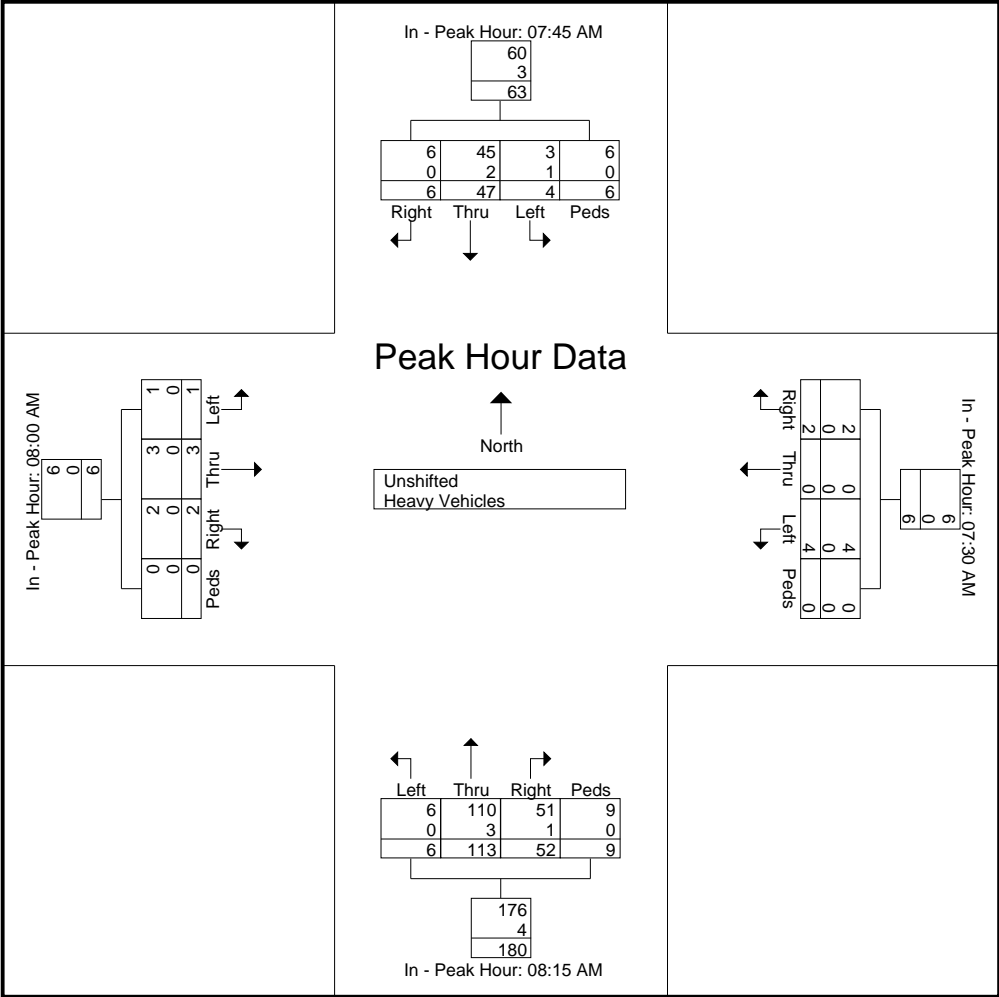 In - Peak Hour: 07:45 AM
60
3
63
6 45 3 6
0 2 1 0
6 47 4 6
Right Thru Left Peds
Peak Hour Data
North
Unshifted
Heavy Vehicles
In - Peak Hour: 08:00 AM
6
0
6
1 0 1
Left
3 0 3
Thru
2 0 2
Right
0 0 0
Peds
Right
2 0 2
Thru
0 0 0
Left
4 0 4
Peds
0 0 0
6
0
6
In - Peak Hour: 07:30 AM
Left Thru Right Peds
6 110 51 9
0 3 1 0
6 113 52 9
176
4
180
In - Peak Hour: 08:15 AM